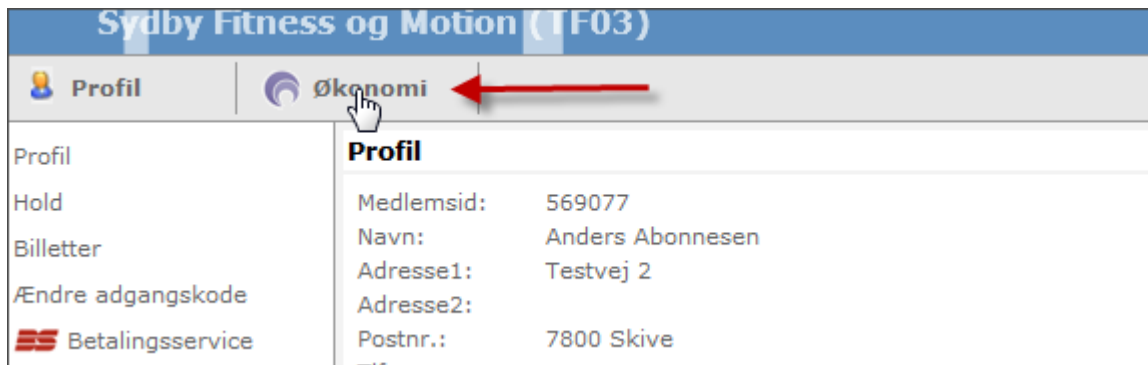 Sydby Fitness og Motion (TF03)
Profil Økonomi
Profil
Hold
Billetter
Ændre adgangskode
BS Betalingsservice
Profil
Medlemsid: 569077
Navn: Anders Abonnesen
Adresse1: Testvej 2
Adresse2:
Postnr.: 7800 Skive